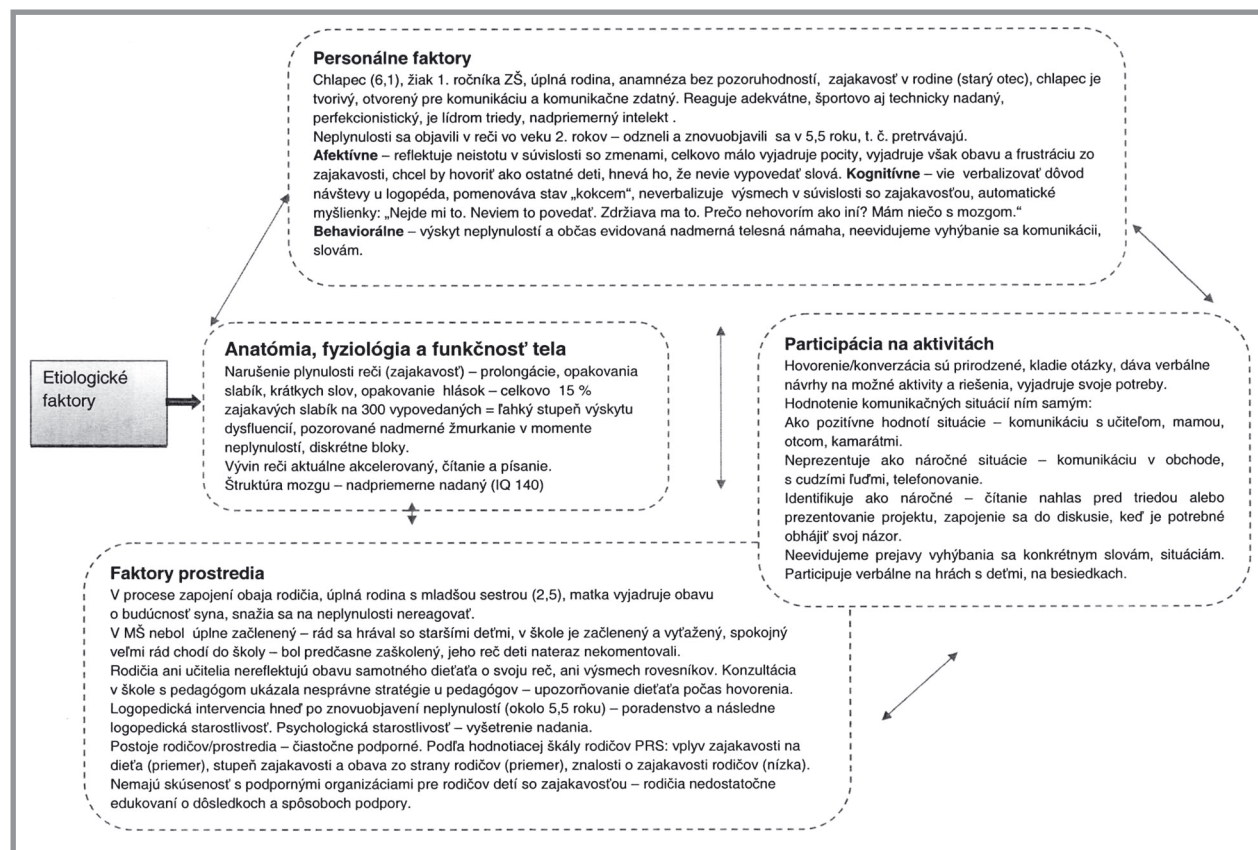 Personálne faktory
Chlapec (6,1), žiak 1. ročníka ZŠ, úplná rodina, anamnéza bez pozoruhodností, zajakavosť v rodine (starý otec), chlapec je
tvorivý, otvorený pre komunikáciu a komunikačne zdatný. Reaguje adekvátne, športovo aj technicky nadaný,
perfekcionistický, je lídrom triedy, nadpriemerný intelekt .
Neplynulosti sa objavili v reči vo veku 2. rokov – odzneli a znovuobjavili sa v 5,5 roku, t. č. pretrvávajú.
Afektívne – reflektuje neistotu v súvislosti so zmenami, celkovo málo vyjadruje pocity, vyjadruje však obavu a frustráciu zo
zajakavosti, chcel by hovoriť ako ostatné deti, hnevá ho, že nevie vypovedať slová. Kognitívne – vie verbalizovať dôvod
návštevy u logopéda, pomenováva stav „kokcem“, neverbalizuje výsmech v súvislosti so zajakavosťou, automatické
myšlienky: „Nejde mi to. Neviem to povedať. Zdržiava ma to. Prečo nehovorím ako iní? Mám niečo s mozgom.“
Behaviorálne – výskyt neplynulostí a občas evidovaná nadmerná telesná námaha, neevidujeme vyhýbanie sa komunikácii,
slovám.
Etiologické
faktory
Anatómia, fyziológia a funkčnosť tela
Narušenie plynulosti reči (zajakavosť) – prolongácie, opakovania
slabík, krátkych slov, opakovanie hlások – celkovo 15 %
zajakavých slabík na 300 vypovedaných = ľahký stupeň výskytu
dysfluencií, pozorované nadmerné žmurkanie v momente
neplynulostí, diskrétne bloky.
Vývin reči aktuálne akcelerovaný, čítanie a písanie.
Štruktúra mozgu – nadpriemerne nadaný (IQ 140)
Participácia na aktivitách
Hovorenie/konverzácia sú prirodzené, kladie otázky, dáva verbálne
návrhy na možné aktivity a riešenia, vyjadruje svoje potreby.
Hodnotenie komunikačných situácií ním samým:
Ako pozitívne hodnotí situácie – komunikáciu s učiteľom, mamou,
otcom, kamarátmi.
Neprezentuje ako náročné situácie – komunikáciu v obchode,
s cudzími ľuďmi, telefonovanie.
Identifikuje ako náročné – čítanie nahlas pred triedou alebo
prezentovanie projektu, zapojenie sa do diskusie, keď je potrebné
obhájiť svoj názor.
Neevidujeme prejavy vyhýbania sa konkrétnym slovám, situáciám.
Participuje verbálne na hrách s deťmi, na besiedkach.
Faktory prostredia
V procese zapojení obaja rodičia, úplná rodina s mladšou sestrou (2,5), matka vyjadruje obavu
o budúcnosť syna, snažia sa na neplynulosti nereagovať.
V MŠ nebol úplne začlenený – rád sa hrával so staršími deťmi, v škole je začlenený a vyťažený, spokojný
veľmi rád chodí do školy – bol predčasne zaškolený, jeho reč deti nateraz nekomentovali.
Rodičia ani učitelia nereflektujú obavu samotného dieťaťa o svoju reč, ani výsmech rovesníkov. Konzultácia
v škole s pedagógom ukázala nesprávne stratégie u pedagógov – upozorňovanie dieťaťa počas hovorenia.
Logopedická intervencia hneď po znovuobjavení neplynulostí (okolo 5,5 roku) – poradenstvo a následne
logopedická starostlivosť. Psychologická starostlivosť – vyšetrenie nadania.
Postoje rodičov/prostredia – čiastočne podporné. Podľa hodnotiacej škály rodičov PRS: vplyv zajakavosti na
dieťa (priemer), stupeň zajakavosti a obava zo strany rodičov (priemer), znalosti o zajakavosti rodičov (nízka).
Nemajú skúsenosť s podpornými organizáciami pre rodičov detí so zajakavosťou – rodičia nedostatočne
edukovaní o dôsledkoch a spôsoboch podpory.